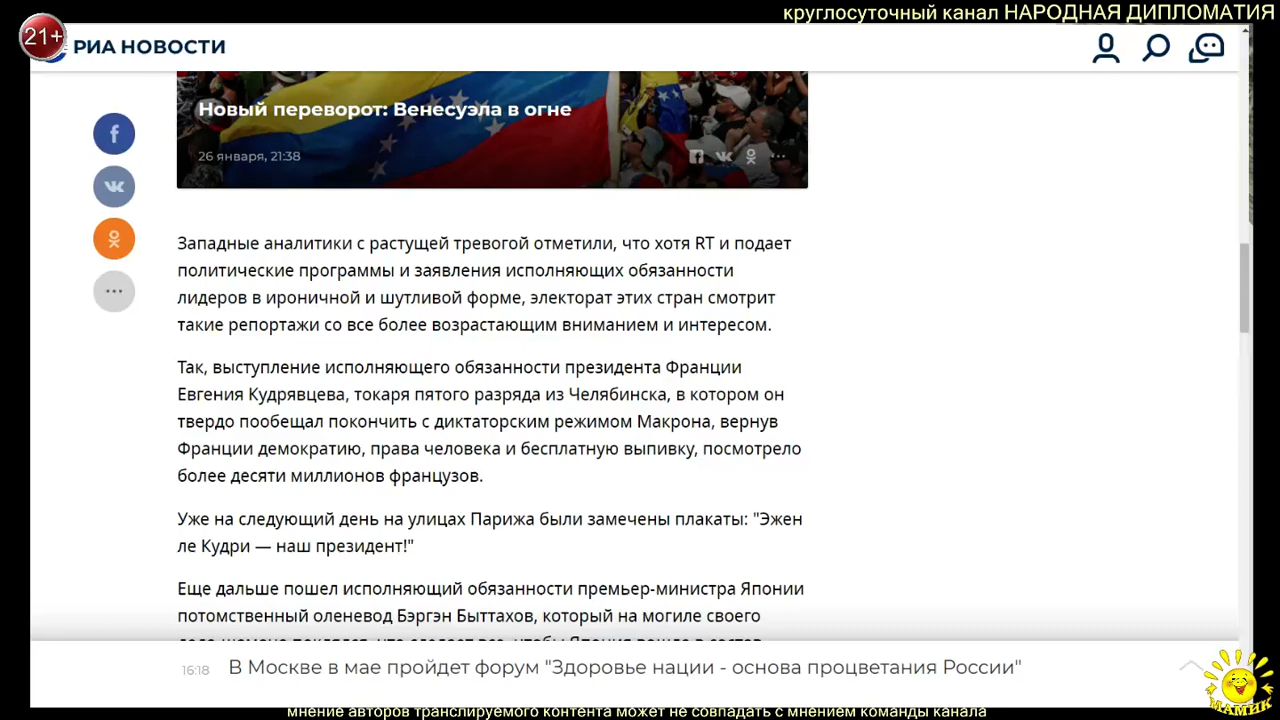 круглосуточный канал НАРОДНАЯ ДИПЛОМАТИЯ
21+
РИА НОВОСТИ
Новый переворот: Венесуэла в огне
26 января, 21:38
Западные аналитики с растущей тревогой отметили, что хотя RT и подает
политические программы и заявления исполняющих обязанности
лидеров в ироничной и шутливой форме, электорат этих стран смотрит
такие репортажи со все более возрастающим вниманием и интересом.
Так, выступление исполняющего обязанности президента Франции
Евгения Кудрявцева, токаря пятого разряда из Челябинска, в котором он
твердо пообещал покончить с диктаторским режимом Макрона, вернув
Франции демократию, права человека и бесплатную выпивку, посмотрело
более десяти миллионов французов.
Уже на следующий день на улицах Парижа были замечены плакаты: "Эжен
ле Кудри — наш президент!"
Еще дальше пошел исполняющий обязанности премьер-министра Японии
потомственный оленевод Бэргэн Быттахов, который на могиле своего
16:18 В Москве в мае пройдет форум "Здоровье нации - основа процветания России"
МАМИК
мнение авторов транслируемого контента может не совпадать с мнением команды канала